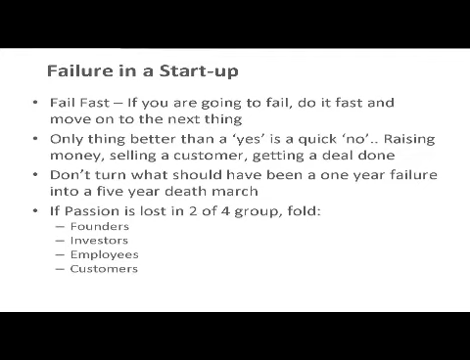 Failure in a Start-up
• Fail Fast – If you are going to fail, do it fast and
move on to the next thing
• Only thing better than a ‘yes’ is a quick ‘no’.. Raising
money, selling a customer, getting a deal done
• Don’t turn what should have been a one year failure
into a five year death march
• If Passion is lost in 2 of 4 group, fold:
– Founders
– Investors
– Employees
– Customers